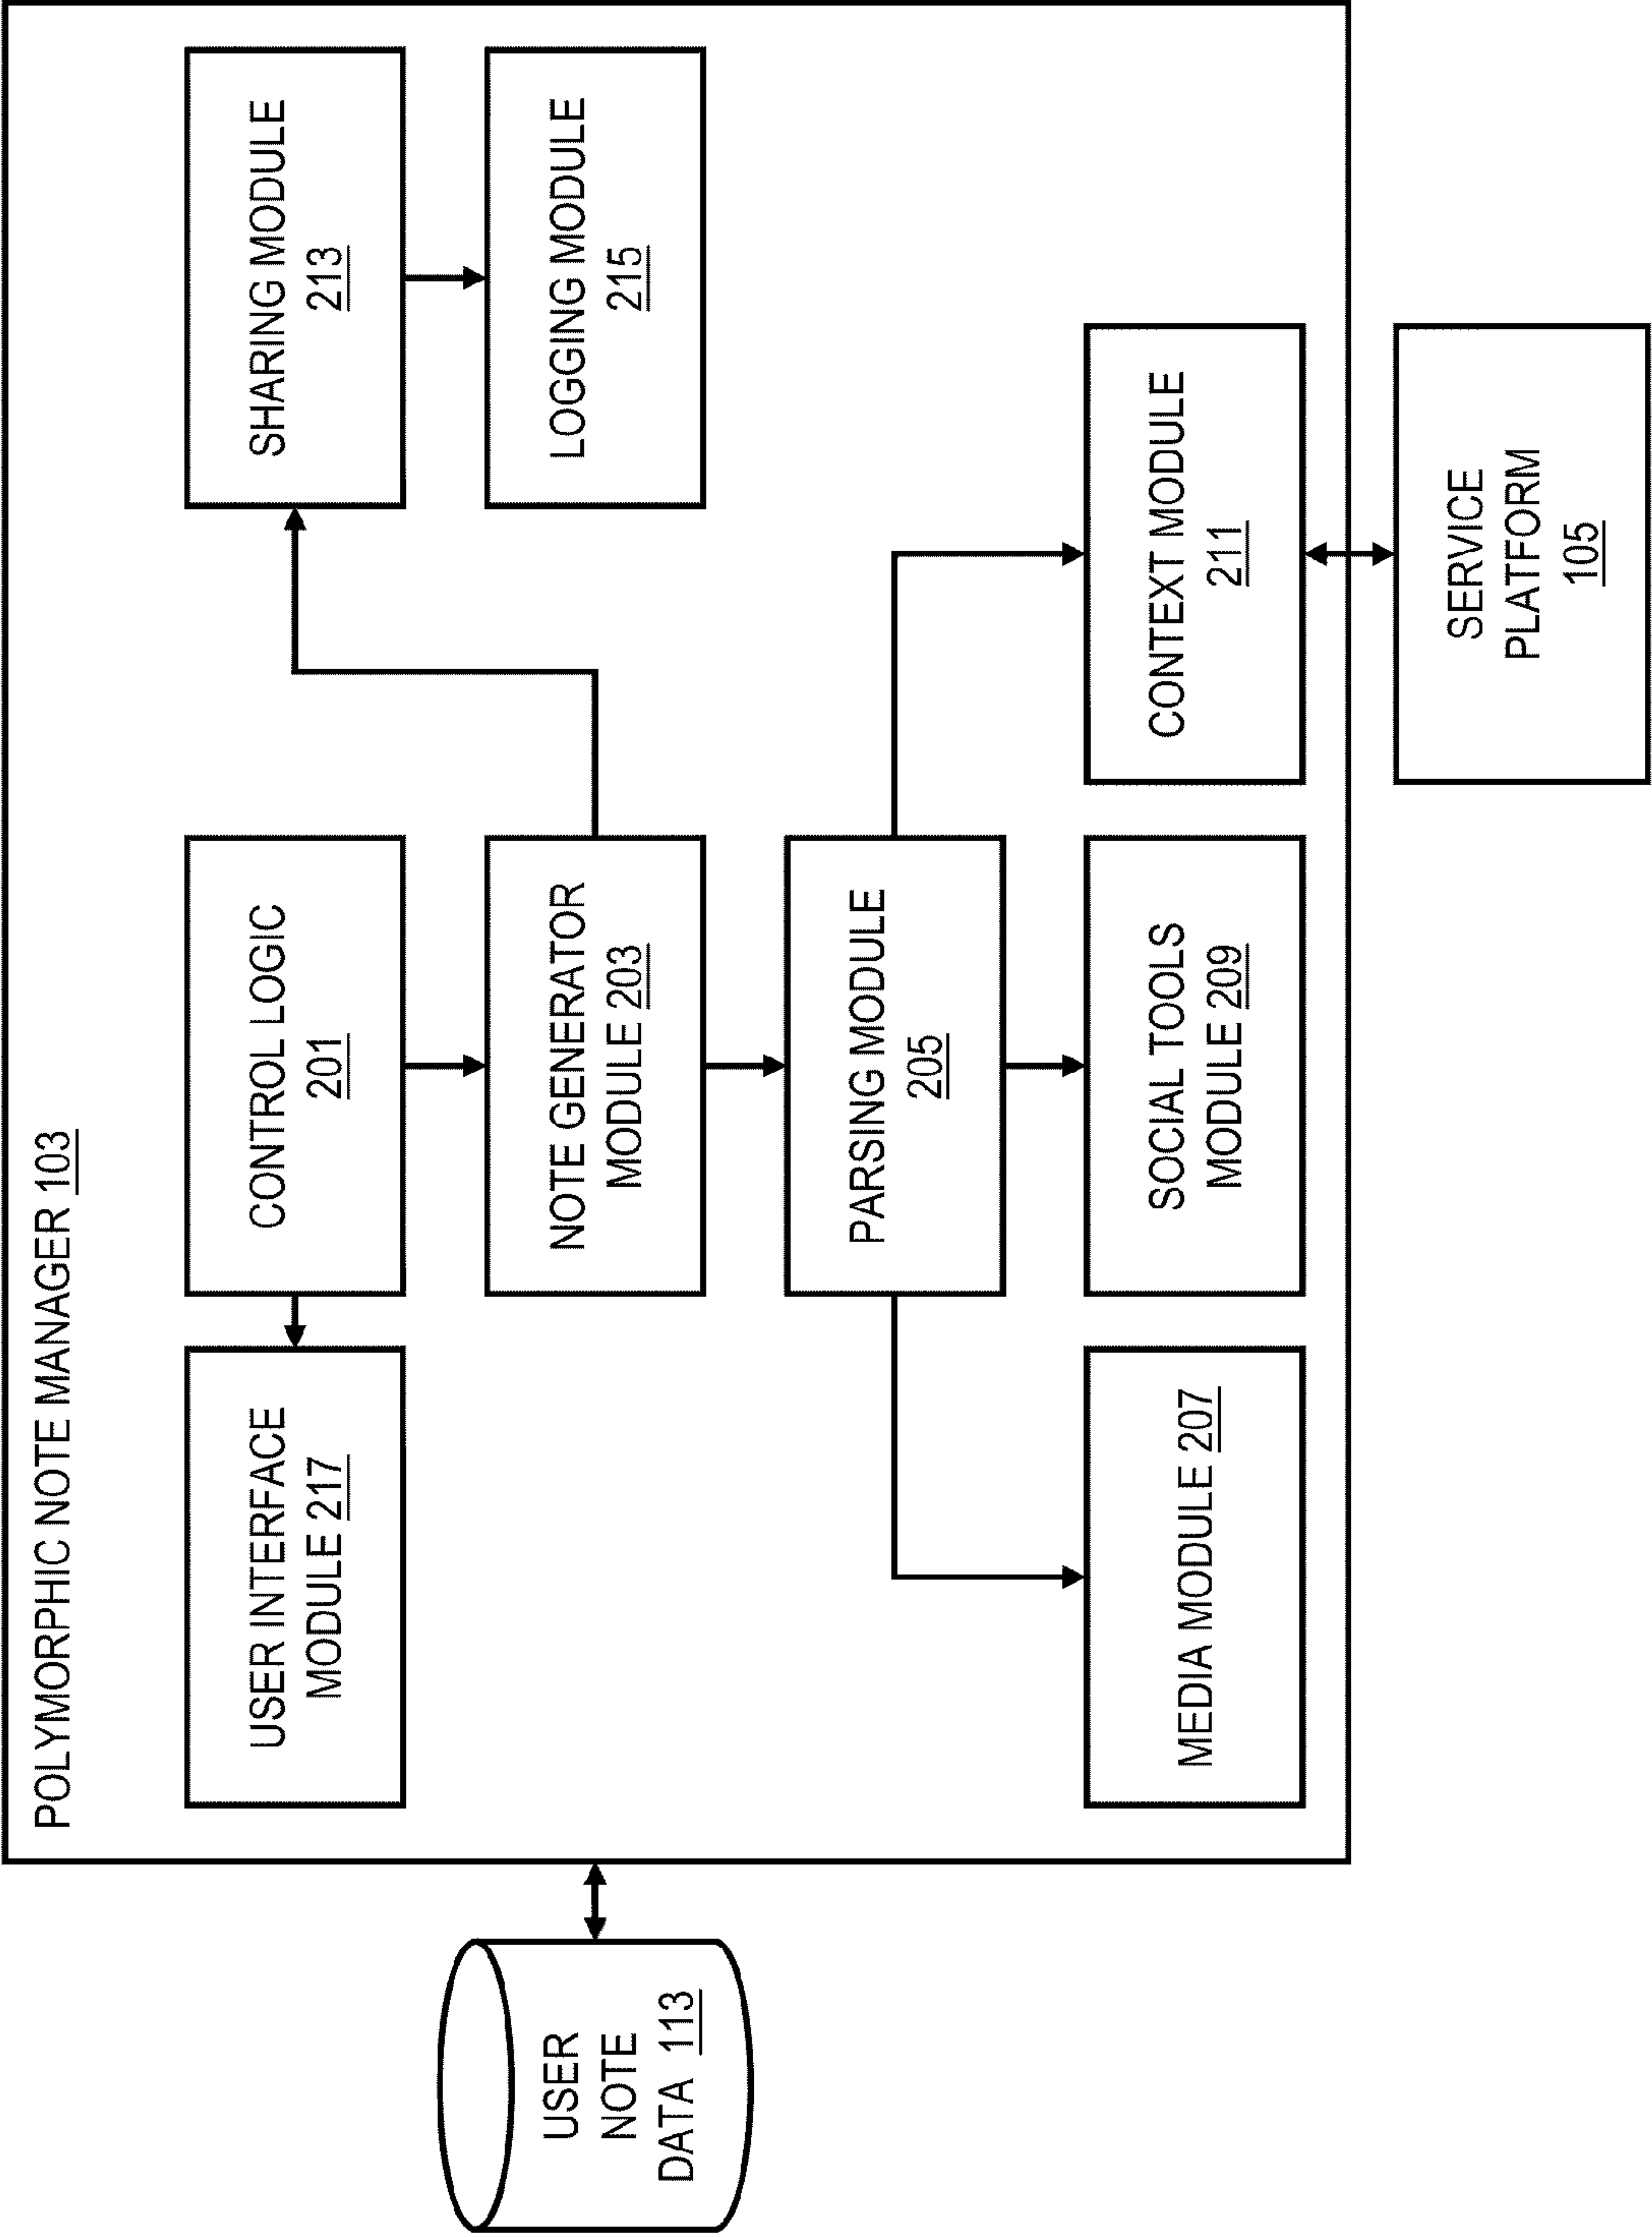 POLYMORPHIC NOTE MANAGER 103
USER INTERFACE
MODULE 217
CONTROL LOGIC
201
SHARING MODULE
213
USER
NOTE
DATA 113
NOTE GENERATOR
MODULE 203
LOGGING MODULE
215
PARSING MODULE
205
MEDIA MODULE 207
SOCIAL TOOLS
MODULE 209
CONTEXT MODULE
211
SERVICE
PLATFORM
105